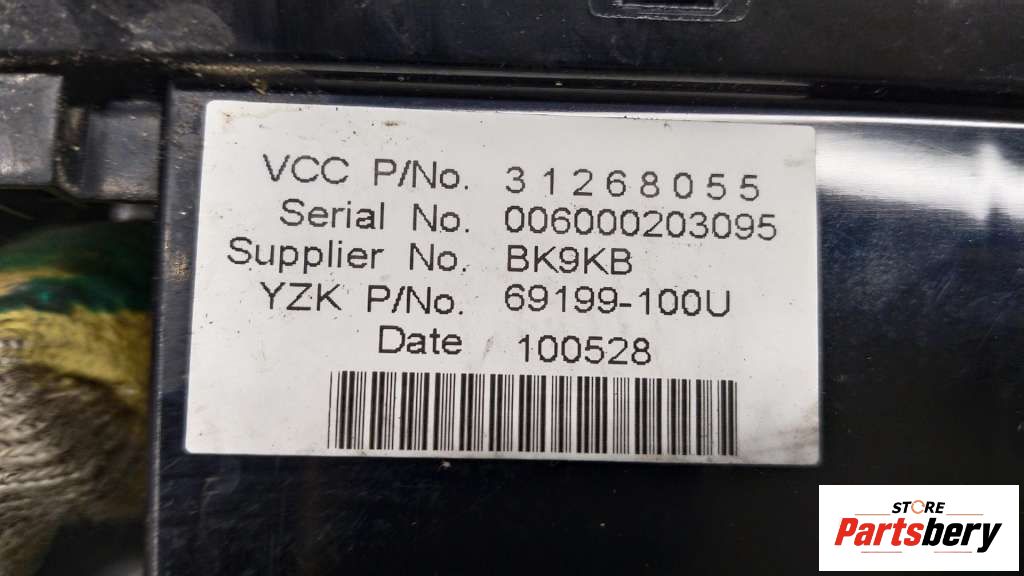 VCC P/No. 31268055
Serial No. 006000203095
Supplier No. BK9KB
YZK P/No. 69199-100U
Date 100528
STORE
Partsbery